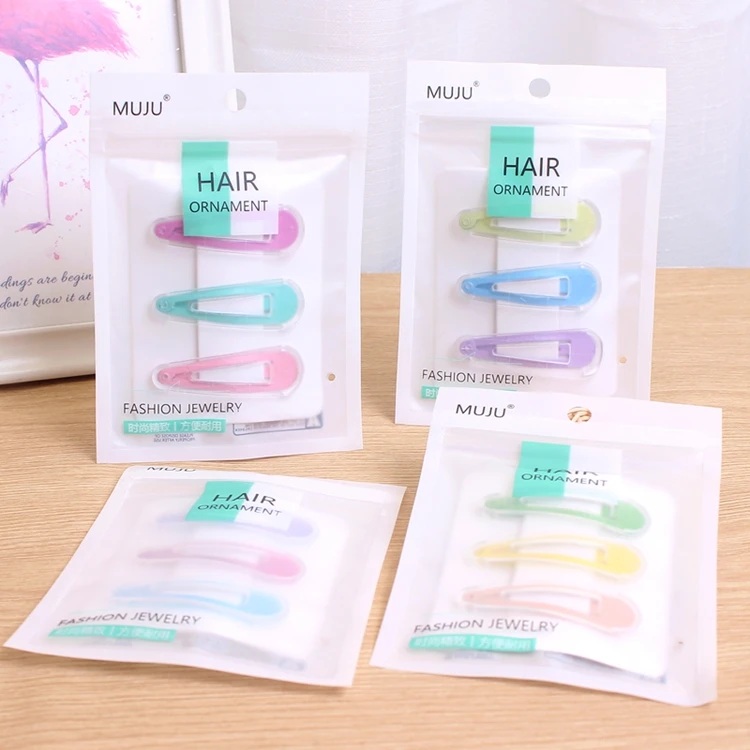 MUJU®
HAIR
ORNAMENT
FASHION JEWELRY
时尚精致 | 方便耐用
MUJU®
HAIR
ORNAMENT
FASHION JEWELRY
dings are begin
don't know it at
MUJU
HAIR
ORNAMENT
FASHION JEWELRY
时尚精致 | 方便耐用
MUJU®
HAIR
ORNAMENT
FASHION JEWELRY
时尚精致 | 方便耐用